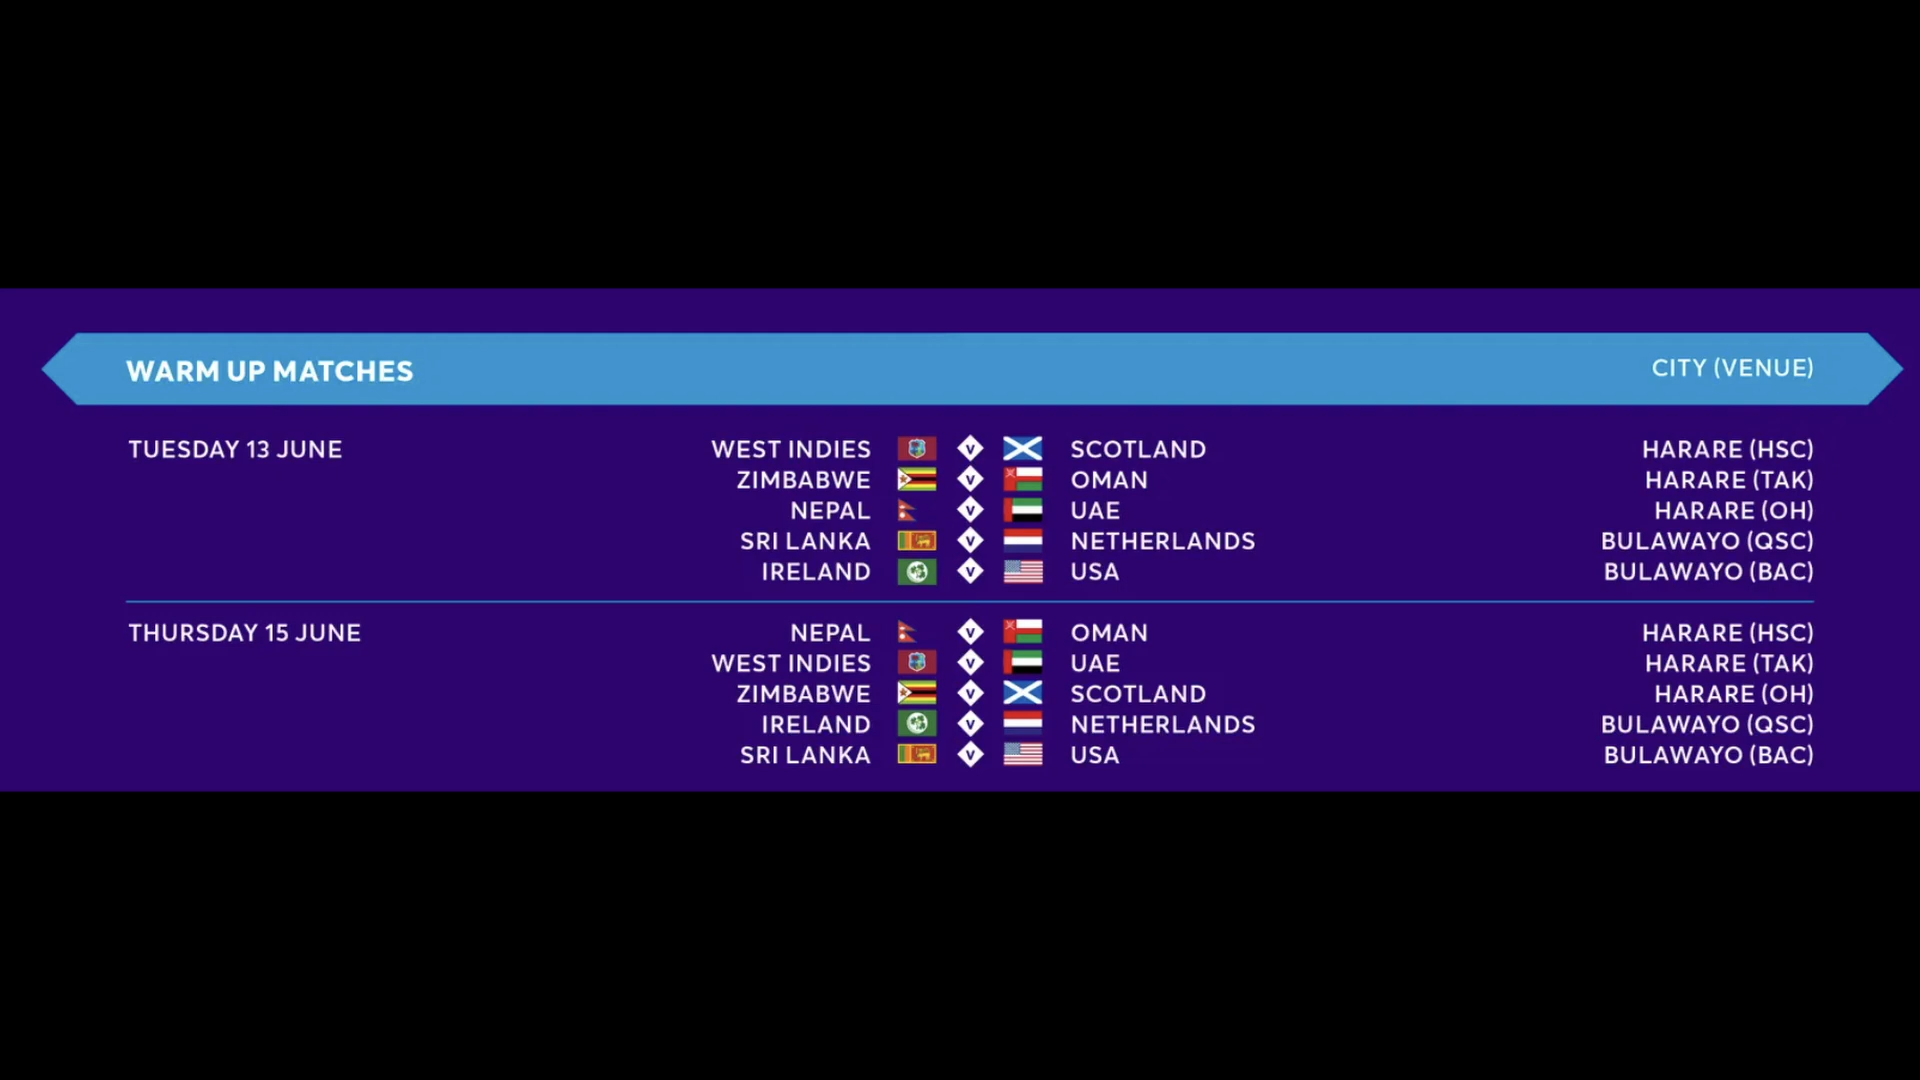 WARM UP MATCHES CITY (VENUE)
TUESDAY 13 JUNE WEST INDIES V SCOTLAND HARARE (HSC)
ZIMBABWE V OMAN HARARE (TAK)
NEPAL V UAE HARARE (OH)
SRI LANKA V NETHERLANDS BULAWAYO (QSC)
IRELAND V USA BULAWAYO (BAC)
THURSDAY 15 JUNE NEPAL V OMAN HARARE (HSC)
WEST INDIES V UAE HARARE (TAK)
ZIMBABWE V SCOTLAND HARARE (OH)
IRELAND V NETHERLANDS BULAWAYO (QSC)
SRI LANKA V USA BULAWAYO (BAC)